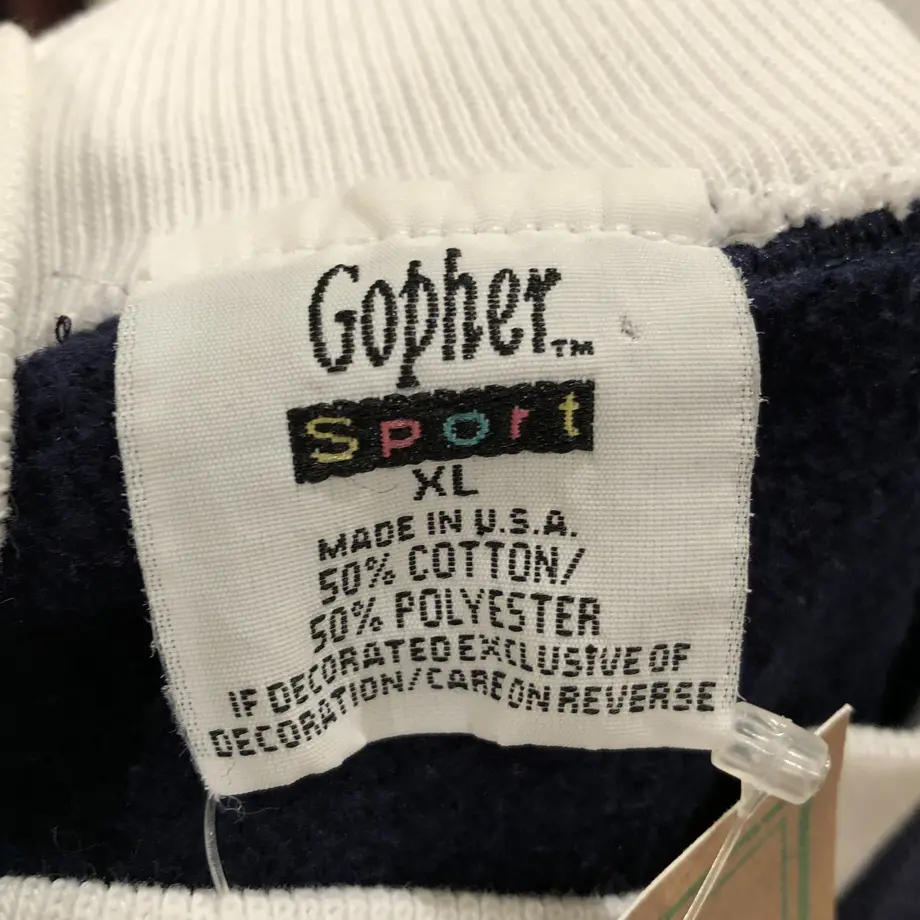 Gopher™
Sport
XL
MADE IN U.S.A.
50% COTTON/
50% POLYESTER
IF DECORATED EXCLUSIVE OF
DECORATION/CARE ON REVERSE